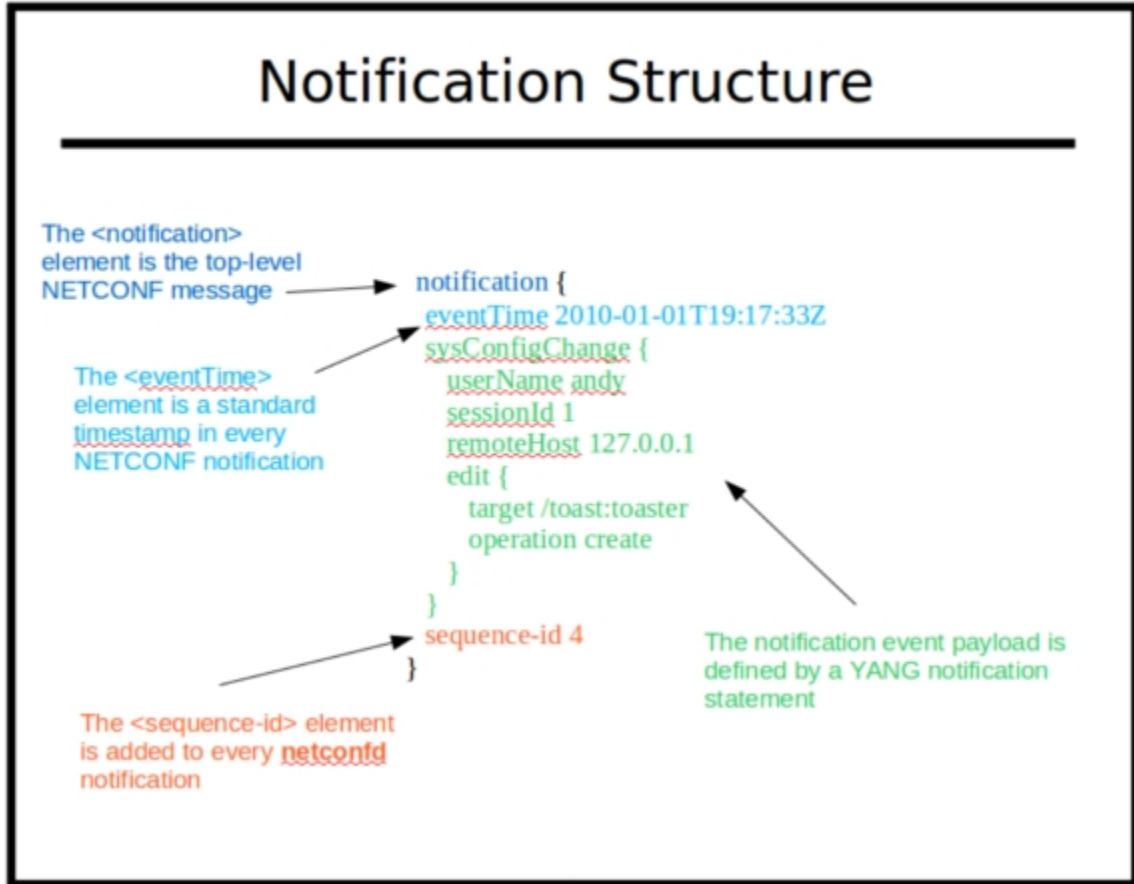 Notification Structure
The <notification>
element is the top-level
NETCONF message
notification {
eventTime 2010-01-01T19:17:33Z
sysConfigChange {
userName andy
sessionId 1
remoteHost 127.0.0.1
edit {
target /toast:toaster
operation create
}
}
sequence-id 4
}
The <eventTime>
element is a standard
timestamp in every
NETCONF notification
The notification event payload is
defined by a YANG notification
statement
The <sequence-id> element
is added to every netconfd
notification